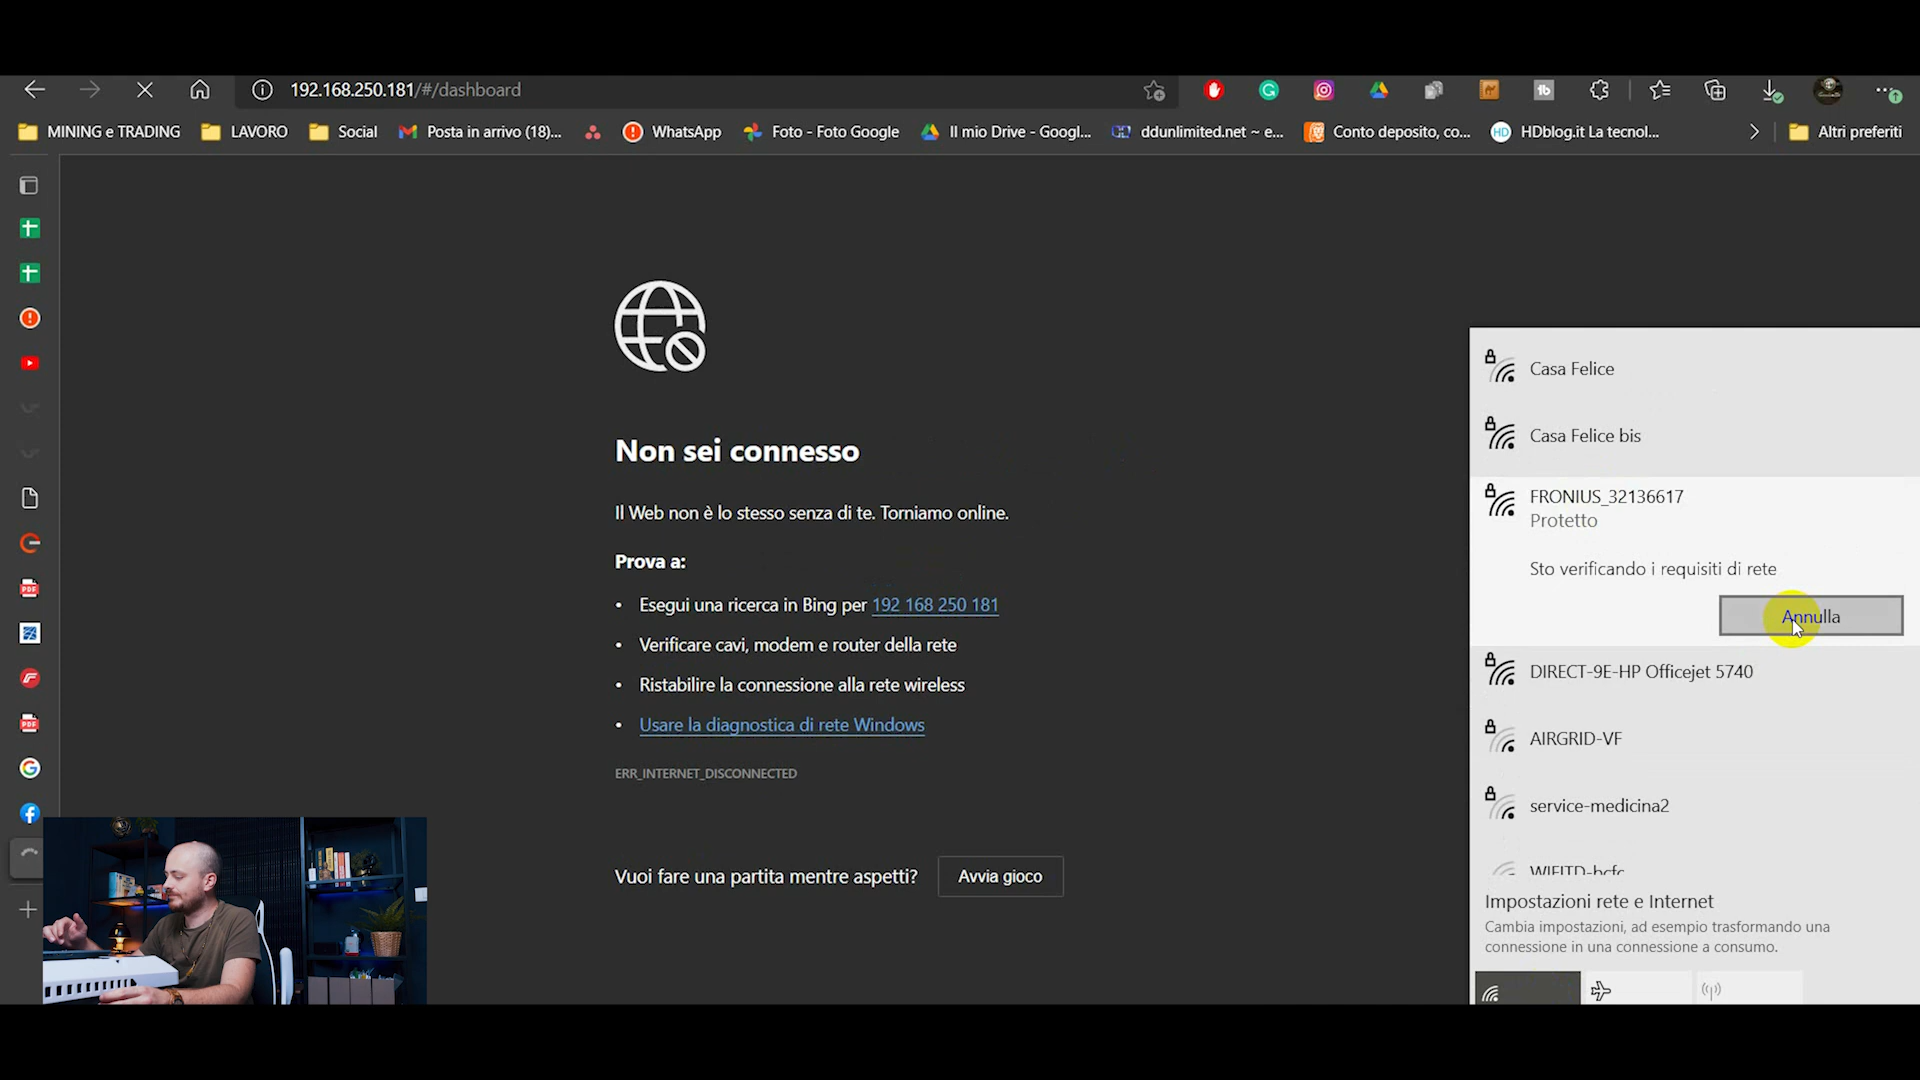 192.168.250.181/#/dashboard
MINING e TRADING
LAVORO
Social
Posta in arrivo (18)...
WhatsApp
Foto - Foto Google
Il mio Drive - Googl...
ddunlimited.net ~ e...
Conto deposito, co...
HD
HDblog.it La tecnol...
Altri preferiti
Non sei connesso
Il Web non è lo stesso senza di te. Torniamo online.
Prova a:
• Esegui una ricerca in Bing per 192 168 250 181
• Verificare cavi, modem e router della rete
• Ristabilire la connessione alla rete wireless
• Usare la diagnostica di rete Windows
ERR_INTERNET_DISCONNECTED
Vuoi fare una partita mentre aspetti?
Avvia gioco
Casa Felice
Casa Felice bis
FRONIUS_32136617
Protetto
Sto verificando i requisiti di rete
Annulla
DIRECT-9E-HP Officejet 5740
AIRGRID-VF
service-medicina2
Impostazioni rete e Internet
Cambia impostazioni, ad esempio trasformando una
connessione in una connessione a consumo.
PDF
PDF